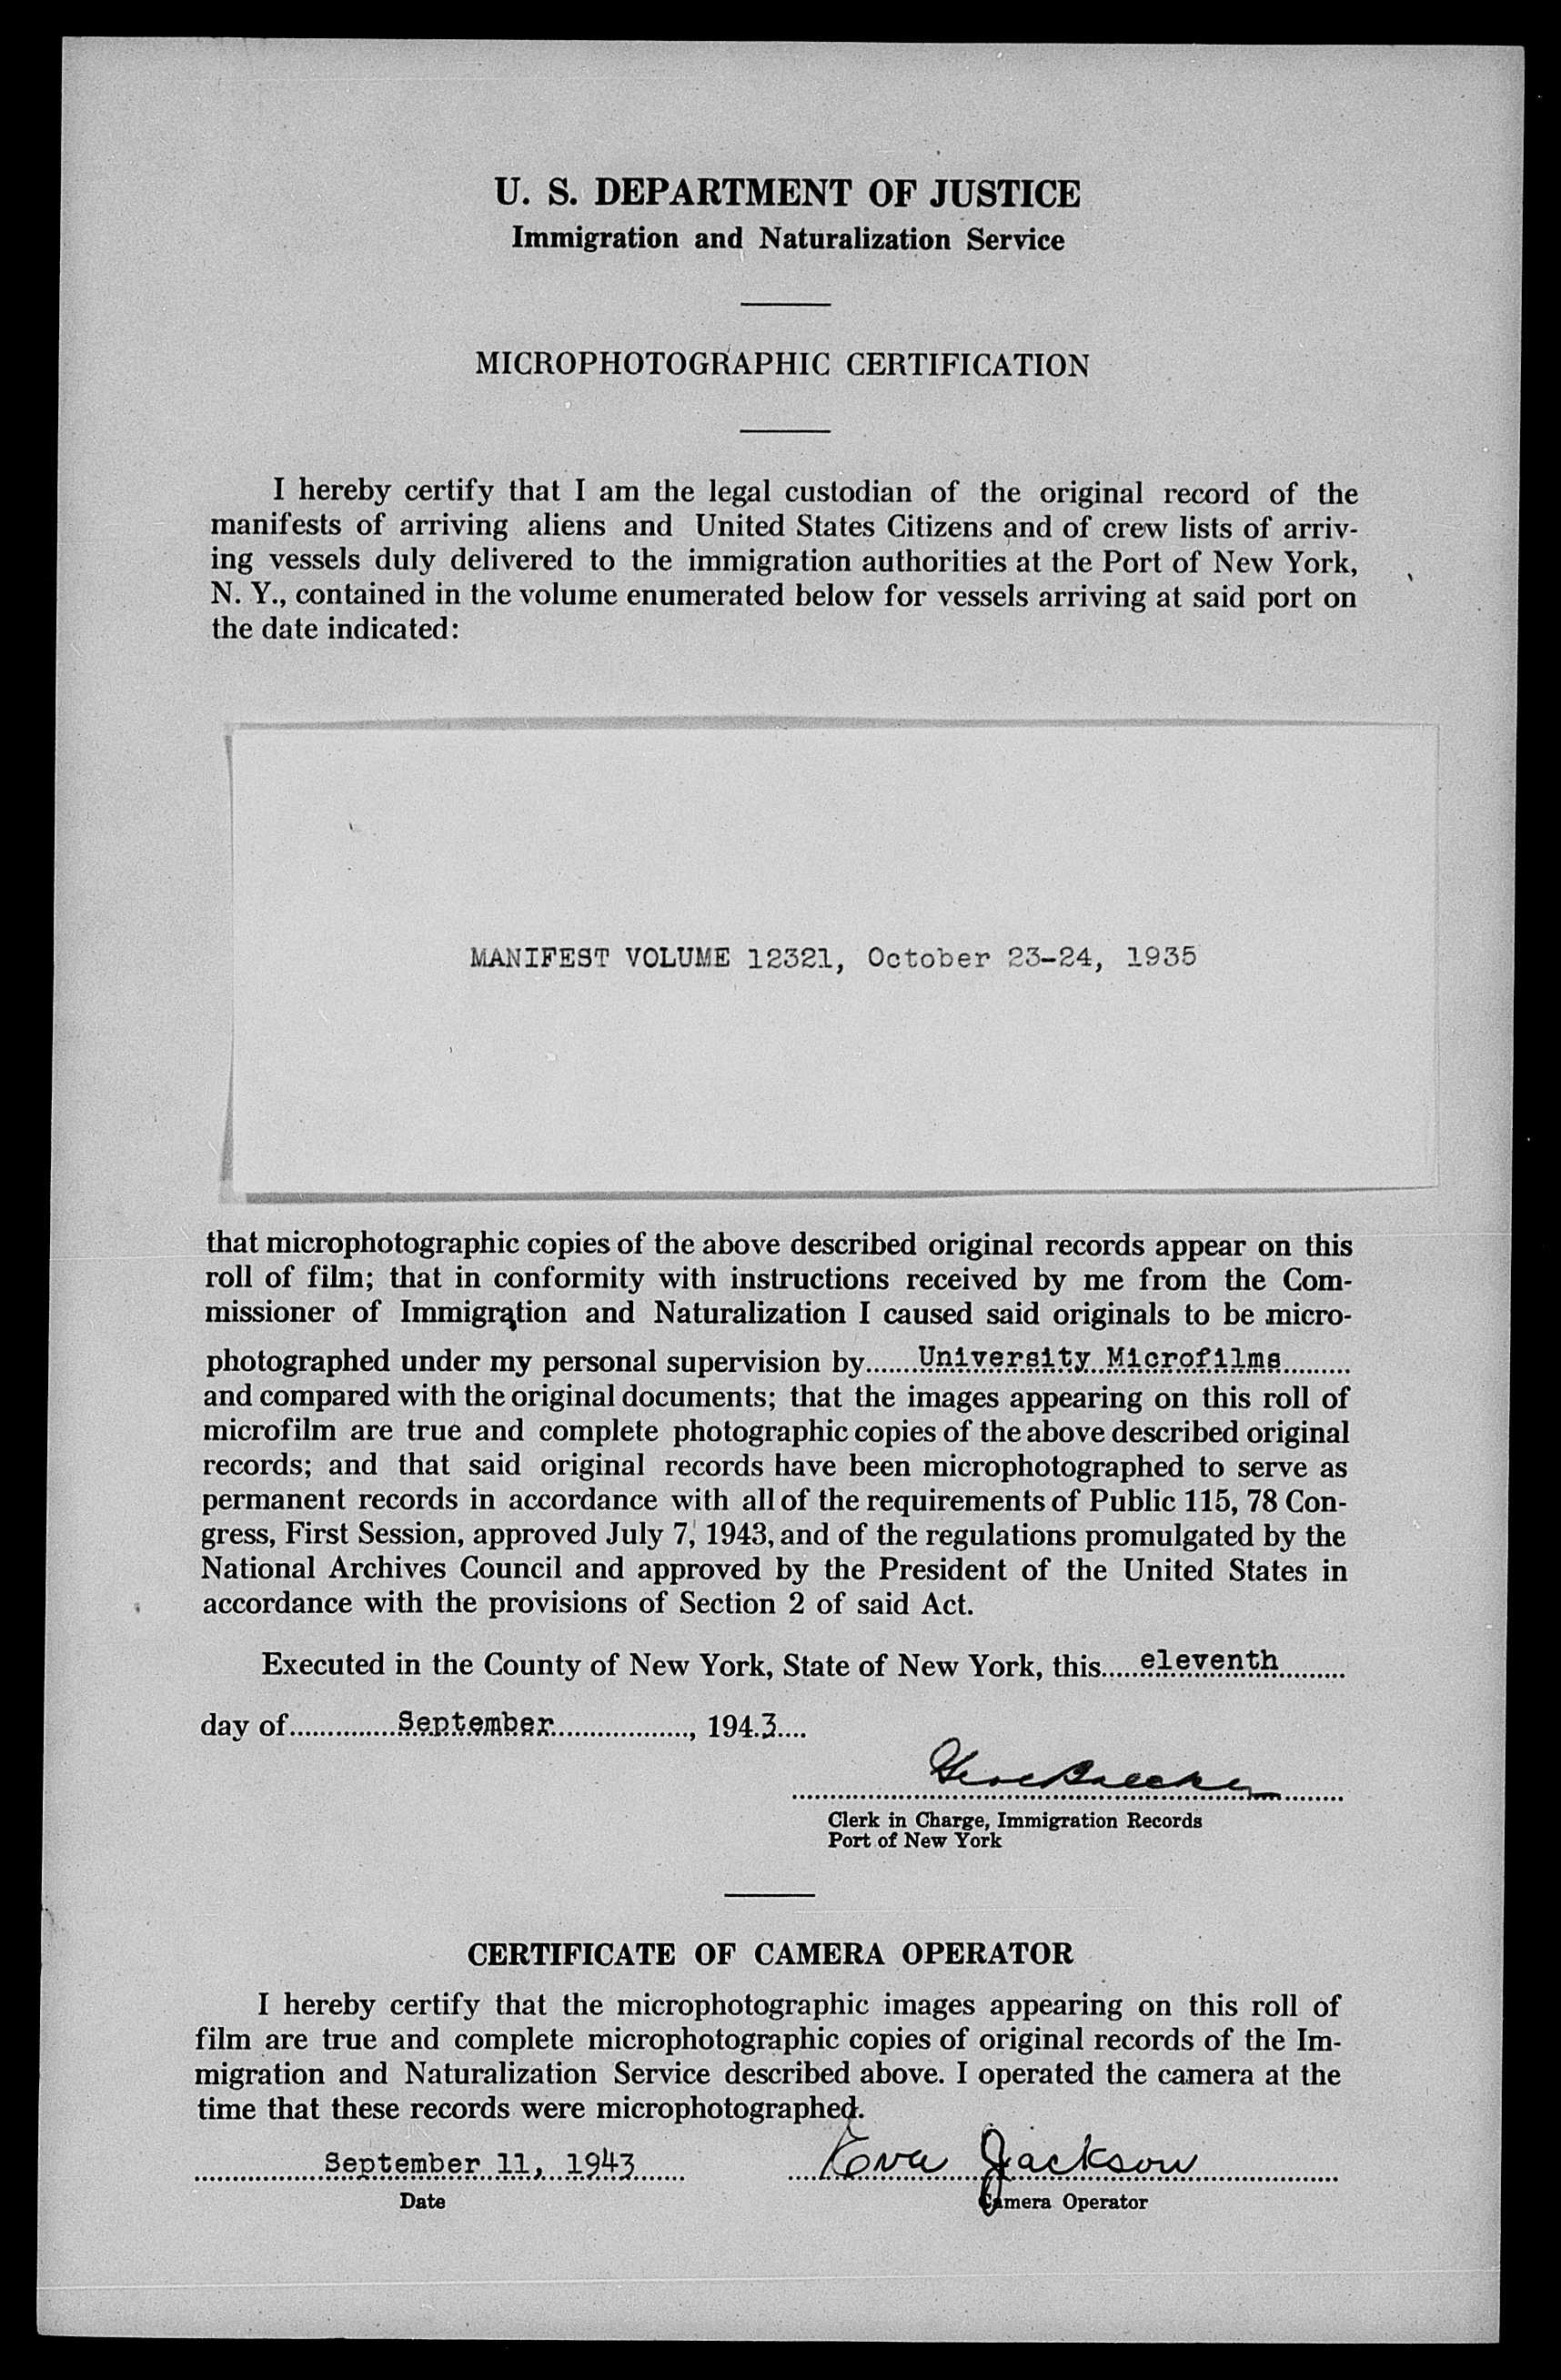 U. S. DEPARTMENT OF JUSTICE
Immigration and Naturalization Service
MICROPHOTOGRAPHIC CERTIFICATION
I hereby certify that I am the legal custodian of the original record of the
manifests of arriving aliens and United States Citizens and of crew lists of arriv-
ing vessels duly delivered to the immigration authorities at the Port of New York,
N. Y., contained in the volume enumerated below for vessels arriving at said port on
the date indicated:
MANIFEST VOLUME 12321, October 23-24, 1935
that microphotographic copies of the above described original records appear on this
roll of film; that in conformity with instructions received by me from the Com-
missioner of Immigration and Naturalization I caused said originals to be micro-
photographed under my personal supervision by University Microfilms
and compared with the original documents; that the images appearing on this roll of
microfilm are true and complete photographic copies of the above described original
records; and that said original records have been microphotographed to serve as
permanent records in accordance with all of the requirements of Public 115, 78 Con-
gress, First Session, approved July 7, 1943, and of the regulations promulgated by the
National Archives Council and approved by the President of the United States in
accordance with the provisions of Section 2 of said Act.
Executed in the County of New York, State of New York, this eleventh
day of September, 1943
Clerk in Charge, Immigration Records
Port of New York
CERTIFICATE OF CAMERA OPERATOR
I hereby certify that the microphotographic images appearing on this roll of
film are true and complete microphotographic copies of original records of the Im-
migration and Naturalization Service described above. I operated the camera at the
time that these records were microphotographed.
September 11, 1943 Eva Jackson
Date Camera Operator